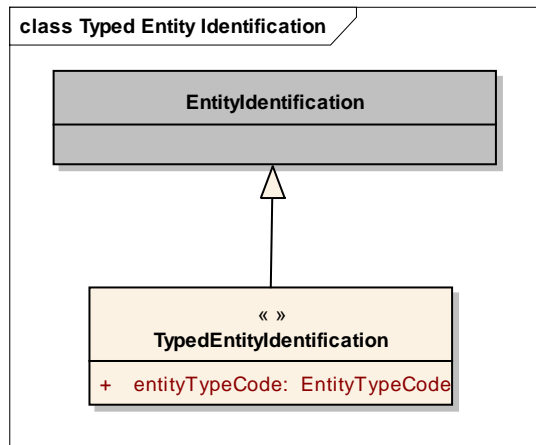 class Typed Entity Identification
EntityIdentification
« »
TypedEntityIdentification
+ entityTypeCode: EntityTypeCode